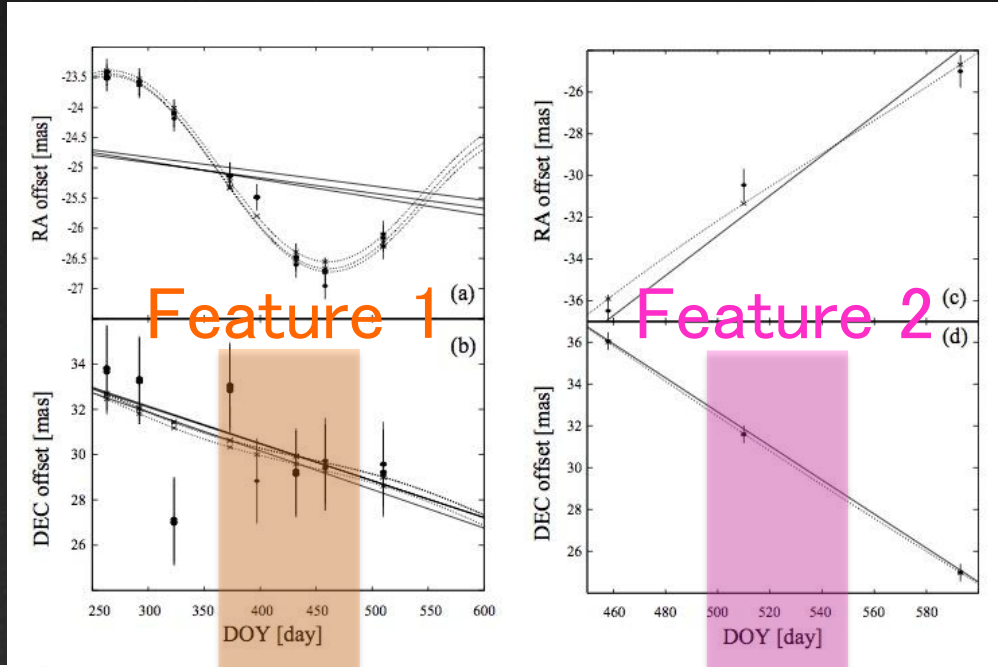 -23.5
-24
-24.5
-25
-25.5
-26
-26.5
-27
RA offset [mas]
(a)
-26
-28
-30
-32
-34
-36
RA offset [mas]
(c)
Feature 1
Feature 2
34
32
30
28
26
DEC offset [mas]
(b)
250 300 350 400 450 500 550 600
DOY [day]
36
34
32
30
28
26
DEC offset [mas]
(d)
460 480 500 520 540 560 580
DOY [day]